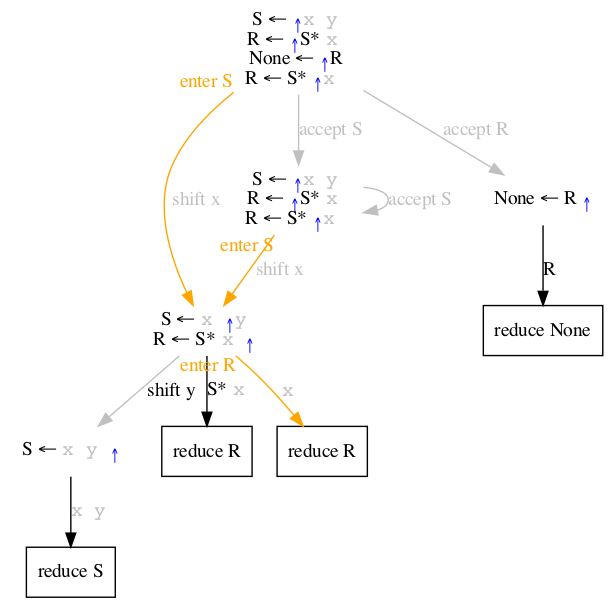 S ← ↑x y
R ← ↑S* x
None ← ↑R
R ← S* ↑x
enter S
accept S
accept R
S ← ↑x y
R ← ↑S* x
R ← S* ↑x
shift x
accept S
None ← R ↑
enter S
shift x
R
S ← x ↑y
R ← S* x ↑
reduce None
enter R
shift y
S* x
x
S ← x y ↑
reduce R
reduce R
x y
reduce S